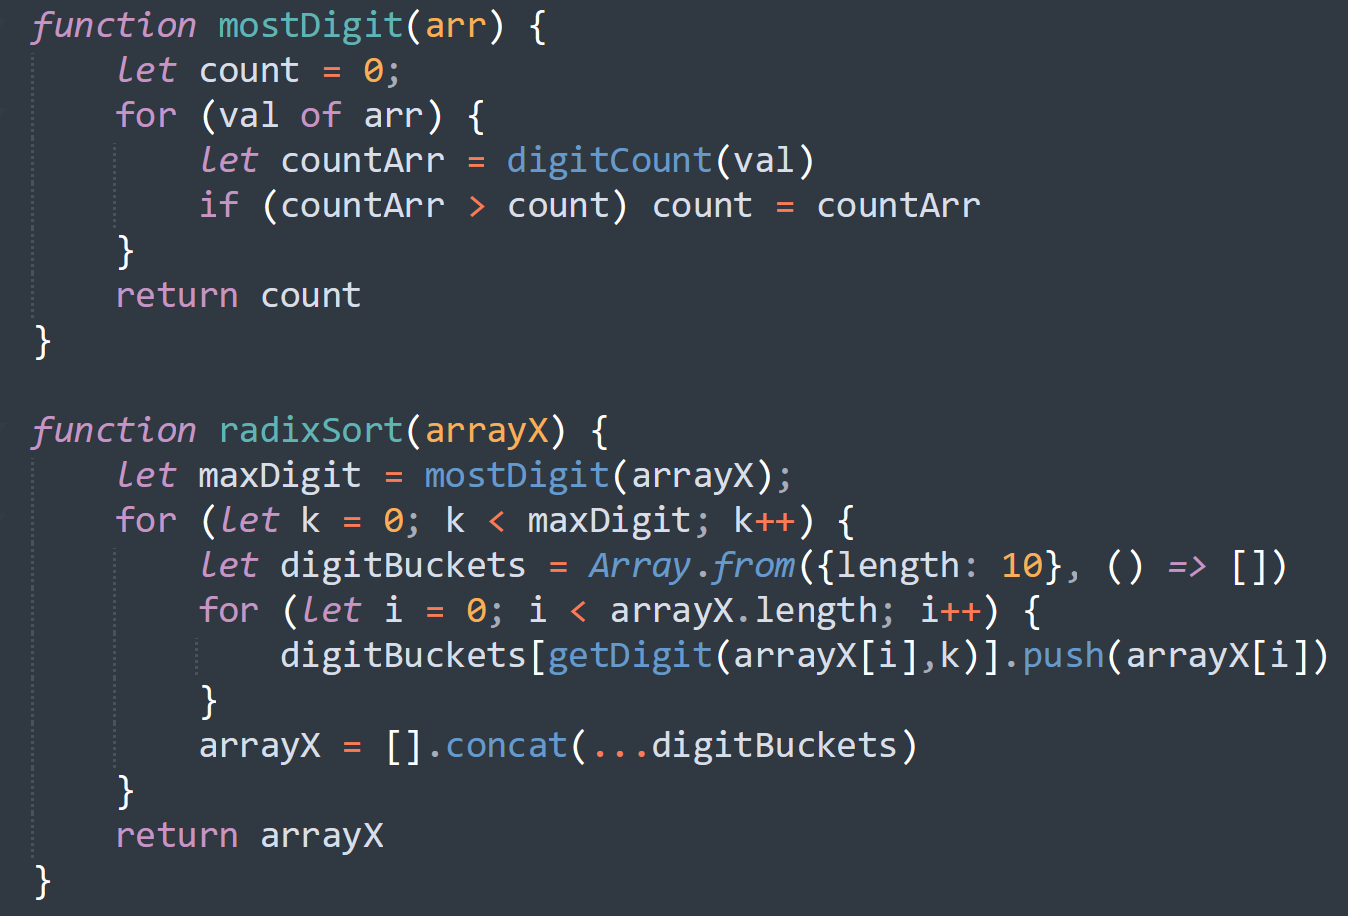 function mostDigit(arr) {
    let count = 0;
    for (val of arr) {
        let countArr = digitCount(val)
        if (countArr > count) count = countArr
    }
    return count
}

function radixSort(arrayX) {
    let maxDigit = mostDigit(arrayX);
    for (let k = 0; k < maxDigit; k++) {
        let digitBuckets = Array.from({length: 10}, () => [])
        for (let i = 0; i < arrayX.length; i++) {
            digitBuckets[getDigit(arrayX[i],k)].push(arrayX[i])
        }
        arrayX = [].concat(...digitBuckets)
    }
    return arrayX
}